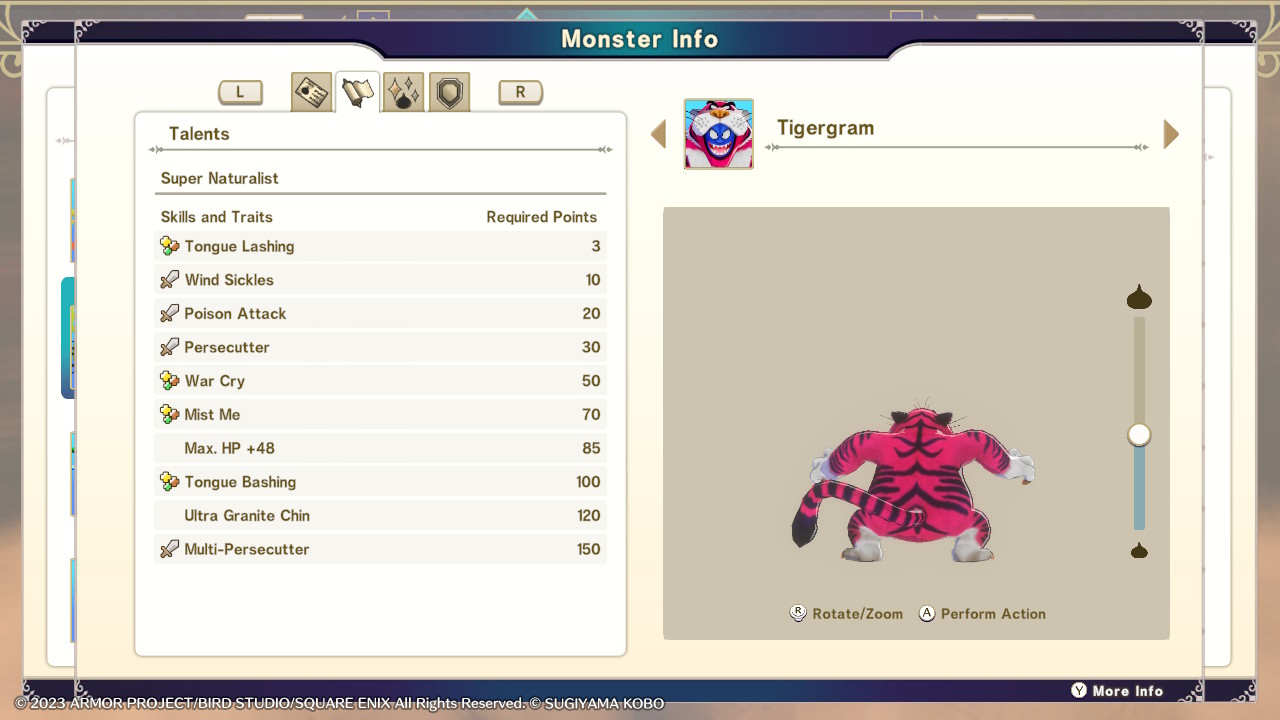 Monster Info
L
R
Talents
Super Naturalist
Skills and Traits Required Points
Tongue Lashing 3
Wind Sickles 10
Poison Attack 20
Persecutter 30
War Cry 50
Mist Me 70
Max. HP +48 85
Tongue Bashing 100
Ultra Granite Chin 120
Multi-Persecutter 150
Tigergram
R Rotate/Zoom A Perform Action
Y More Info
© 2023 ARMOR PROJECT/BIRD STUDIO/SQUARE ENIX All Rights Reserved. © SUGIYAMA KOBO